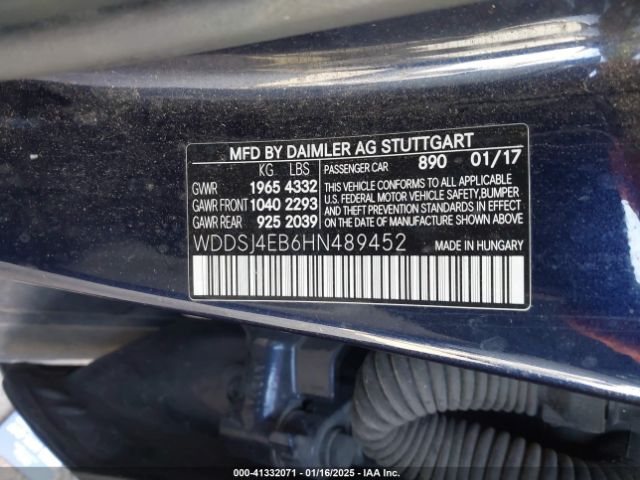 MFD BY DAIMLER AG STUTTGART
KG LBS PASSENGER CAR 890 01/17
GVWR 1965 4332
GAWR FRONT 1040 2293
GAWR REAR 925 2039
THIS VEHICLE CONFORMS TO ALL APPLICABLE
U.S. FEDERAL MOTOR VEHICLE SAFETY, BUMPER
AND THEFT PREVENTION STANDARDS IN EFFECT
ON THE DATE OF MANUFACTURE SHOWN ABOVE.
WDDSJ4EB6HN489452 MADE IN HUNGARY
000-41332071 - 01/16/2025 - IAA Inc.